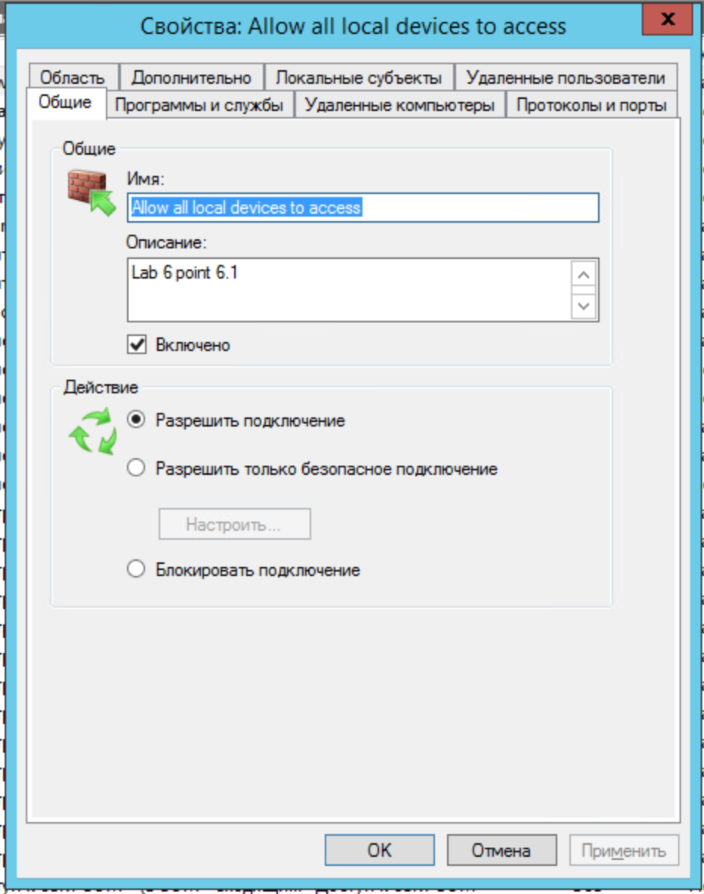 Свойства: Allow all local devices to access
x
Область
Дополнительно
Локальные субъекты
Удаленные пользователи
Общие
Программы и службы
Удаленные компьютеры
Протоколы и порты
Общие
Имя:
Allow all local devices to access
Описание:
Lab 6 point 6.1
Включено
Действие
Разрешить подключение
Разрешить только безопасное подключение
Настроить...
Блокировать подключение
OK
Отмена
Применить